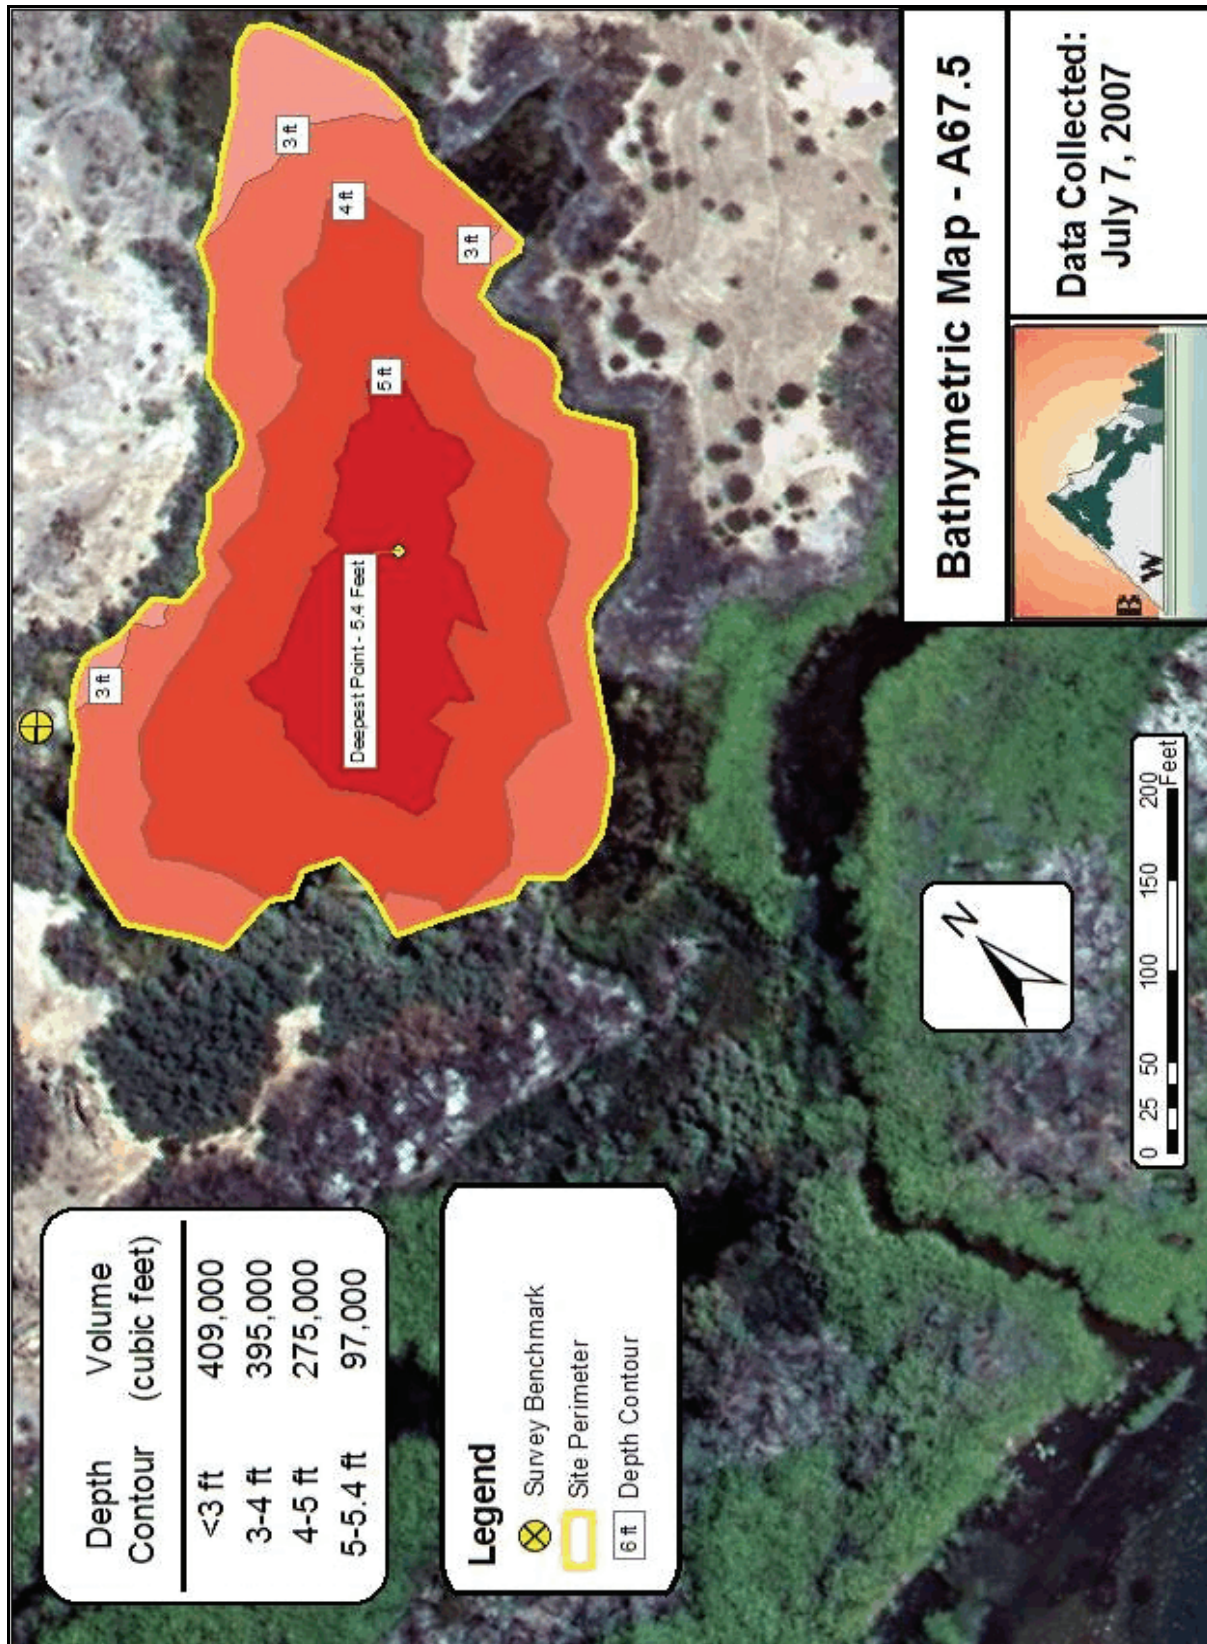 Depth Volume
Contour (cubic feet)
<3 ft 409,000
3-4 ft 395,000
4-5 ft 275,000
5-5.4 ft 97,000
Legend
Survey Benchmark
Site Perimeter
6 ft Depth Contour
3 ft
Deepest Point - 5.4 Feet
5 ft
4 ft
3 ft
3 ft
N
0 25 50 100 150 200
Feet
B
W
Bathymetric Map - A67.5
Data Collected:
July 7, 2007